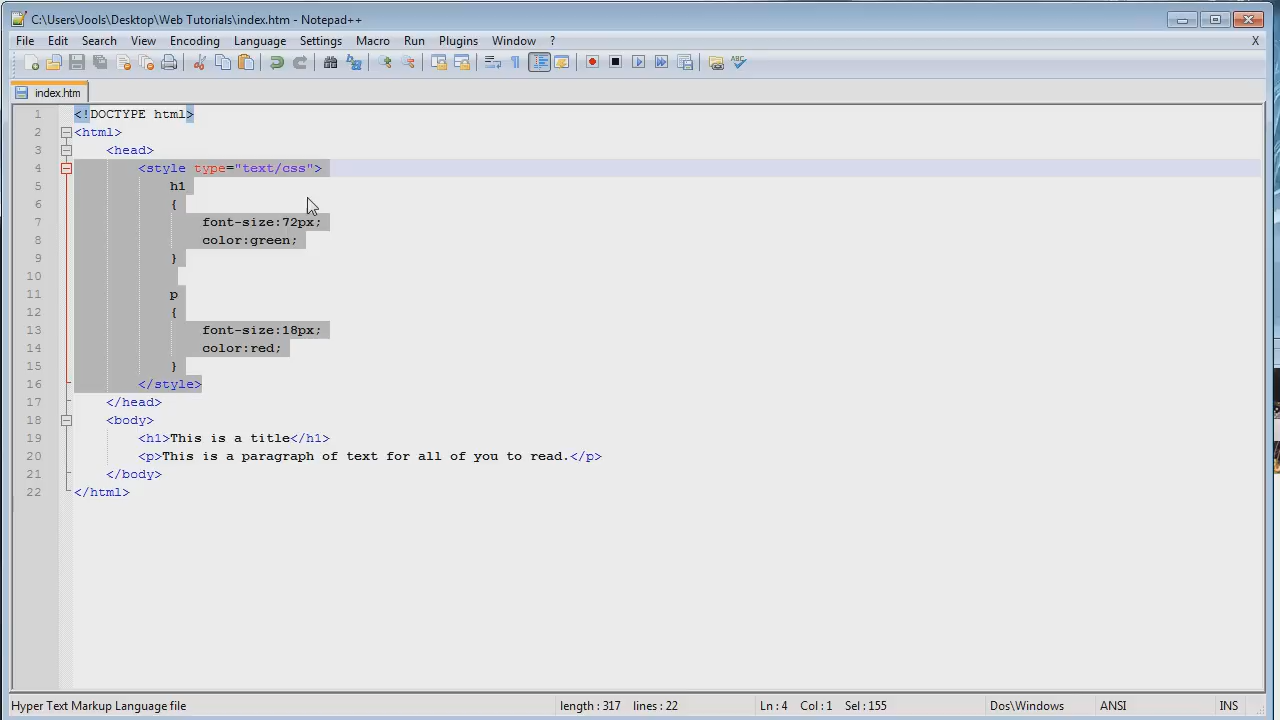 C:\Users\Jools\Desktop\Web Tutorials\index.htm - Notepad++
File Edit Search View Encoding Language Settings Macro Run Plugins Window ? X
index.htm
1 <!DOCTYPE html>
2 <html>
3 <head>
4 <style type="text/css">
5 h1
6 {
7 font-size:72px;
8 color:green;
9 }
10
11 p
12 {
13 font-size:18px;
14 color:red;
15 }
16 </style>
17 </head>
18 <body>
19 <h1>This is a title</h1>
20 <p>This is a paragraph of text for all of you to read.</p>
21 </body>
22 </html>
Hyper Text Markup Language file length : 317 lines : 22 Ln : 4 Col : 1 Sel : 155 Dos\Windows ANSI INS